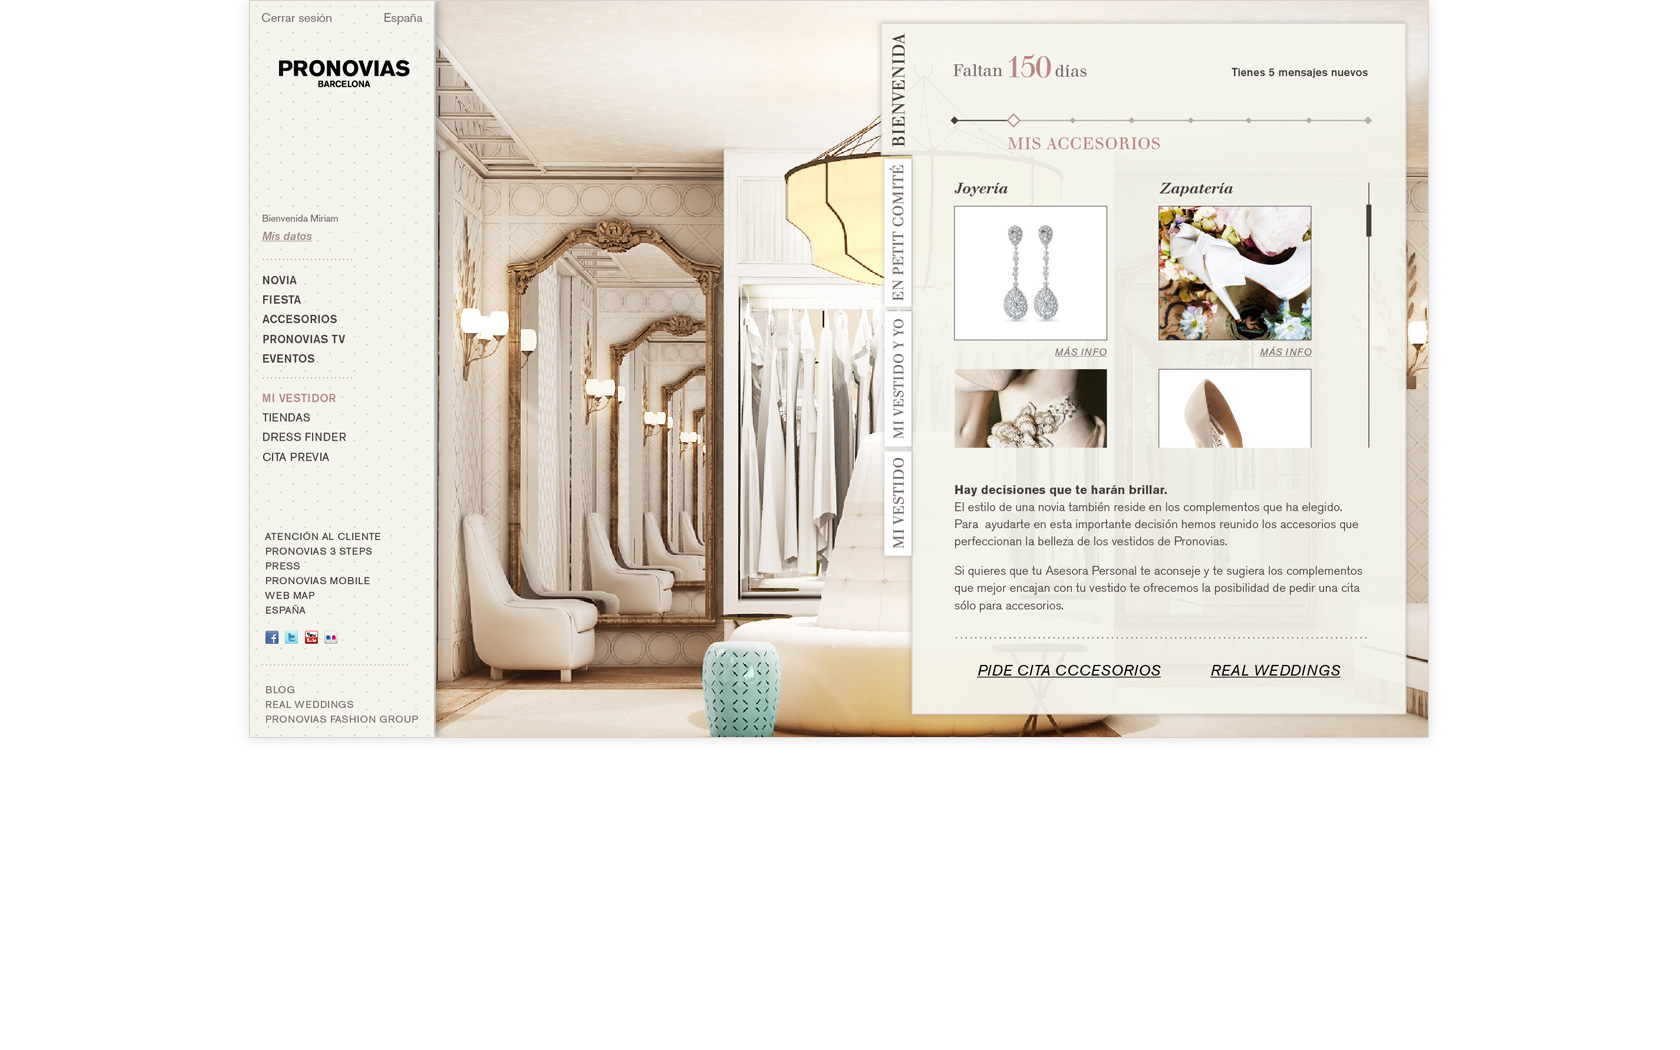 Cerrar sesión
España
PRONOVIAS
BARCELONA
Bienvenida Miriam
Mis datos
NOVIA
FIESTA
ACCESORIOS
PRONOVIAS TV
EVENTOS
MI VESTIDOR
TIENDAS
DRESS FINDER
CITA PREVIA
ATENCIÓN AL CLIENTE
PRONOVIAS 3 STEPS
PRESS
PRONOVIAS MOBILE
WEB MAP
ESPAÑA
BLOG
REAL WEDDINGS
PRONOVIAS FASHION GROUP
BIENVENIDA
EN PETIT COMITÉ
MI VESTIDO Y YO
MI VESTIDO
Faltan 150 días
Tienes 5 mensajes nuevos
MIS ACCESORIOS
Joyería
Zapatería
MÁS INFO
MÁS INFO
Hay decisiones que te harán brillar.
El estilo de una novia también reside en los complementos que ha elegido.
Para ayudarte en esta importante decisión hemos reunido los accesorios que
perfeccionan la belleza de los vestidos de Pronovias.
Si quieres que tu Asesora Personal te aconseje y te sugiera los complementos
que mejor encajan con tu vestido te ofrecemos la posibilidad de pedir una cita
sólo para accesorios.
PIDE CITA CCCESORIOS
REAL WEDDINGS